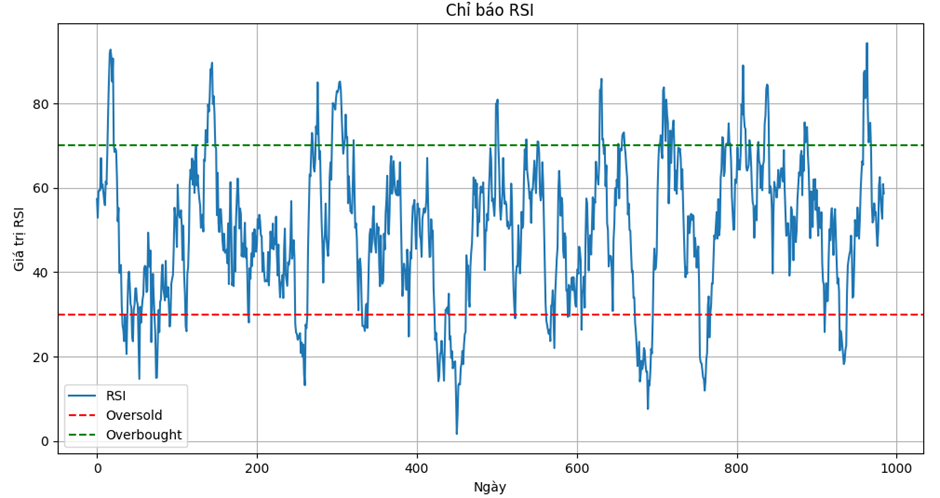 Chỉ báo RSI
Giá trị RSI
80
60
40
20
0
RSI
Oversold
Overbought
0 200 400 600 800 1000
Ngày